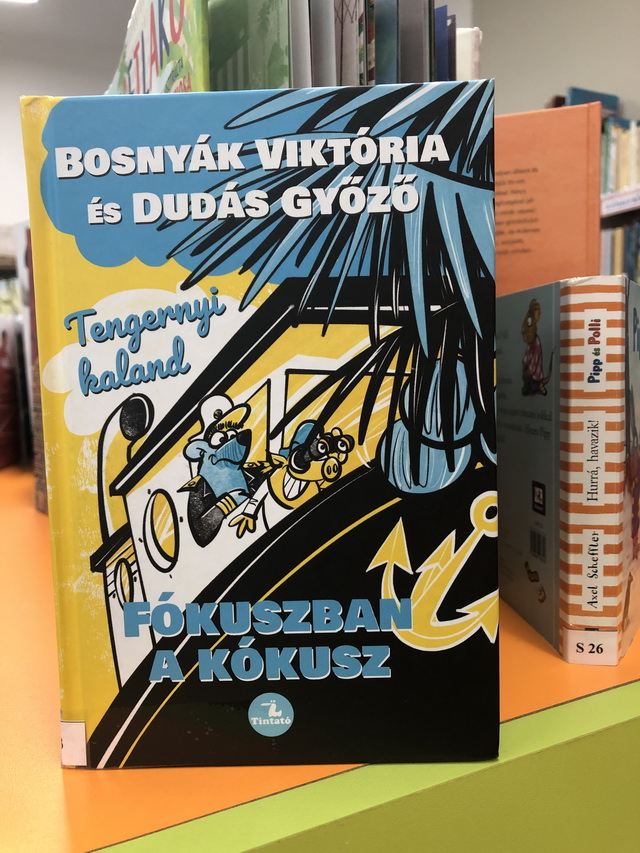 BOSNYÁK VIKTÓRIA
ÉS DUDÁS GYŐZŐ
Tengernyi
kaland
FÓKUSZBAN
A KÓKUSZ
Tintató
Pipp és Polli
Hurrá, havazik!
Axel Scheffler
S 26